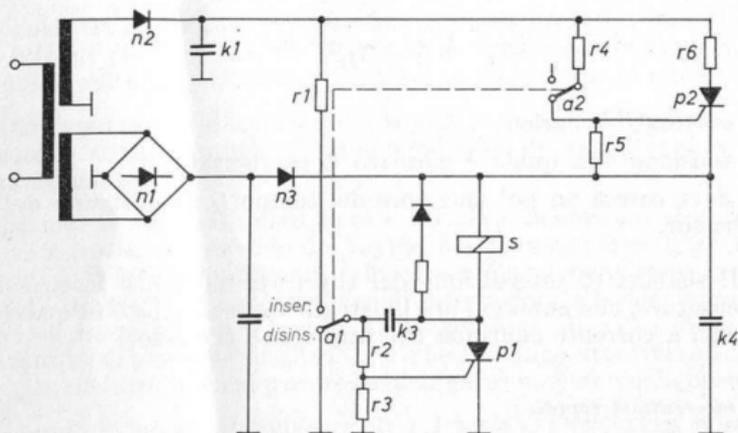 n2
k1
r1
r4
r6
a2
p2
r5
n1
n3
s
inser.
disins.
a1
k3
r2
r3
p1
k4